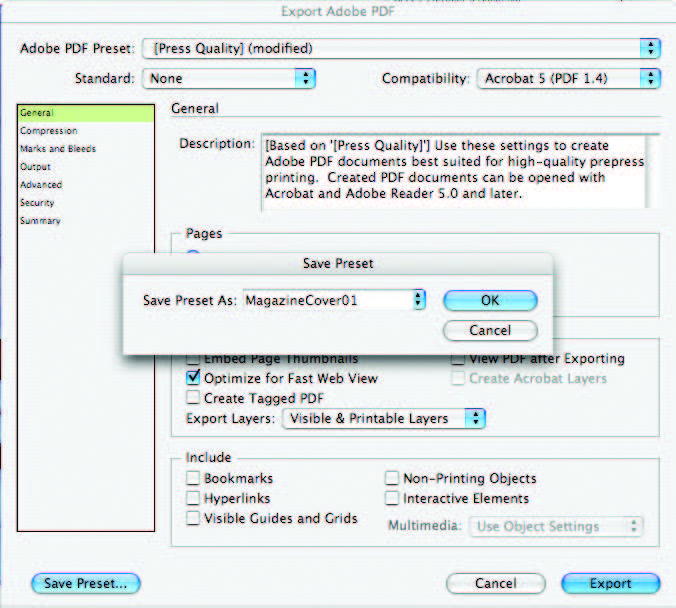 Export Adobe PDF
Adobe PDF Preset: [Press Quality] (modified)
Standard: None Compatibility: Acrobat 5 (PDF 1.4)
General
Compression
Marks and Bleeds
Output
Advanced
Security
Summary
General
Description: [Based on '[Press Quality]'] Use these settings to create
Adobe PDF documents best suited for high-quality prepress
printing. Created PDF documents can be opened with
Acrobat and Adobe Reader 5.0 and later.
Pages
Save Preset
Save Preset As: MagazineCover01 OK
Cancel
Embed Page Thumbnails View PDF after Exporting
Optimize for Fast Web View Create Acrobat Layers
Create Tagged PDF
Export Layers: Visible & Printable Layers
Include
Bookmarks Non-Printing Objects
Hyperlinks Interactive Elements
Visible Guides and Grids Multimedia: Use Object Settings
Save Preset... Cancel Export